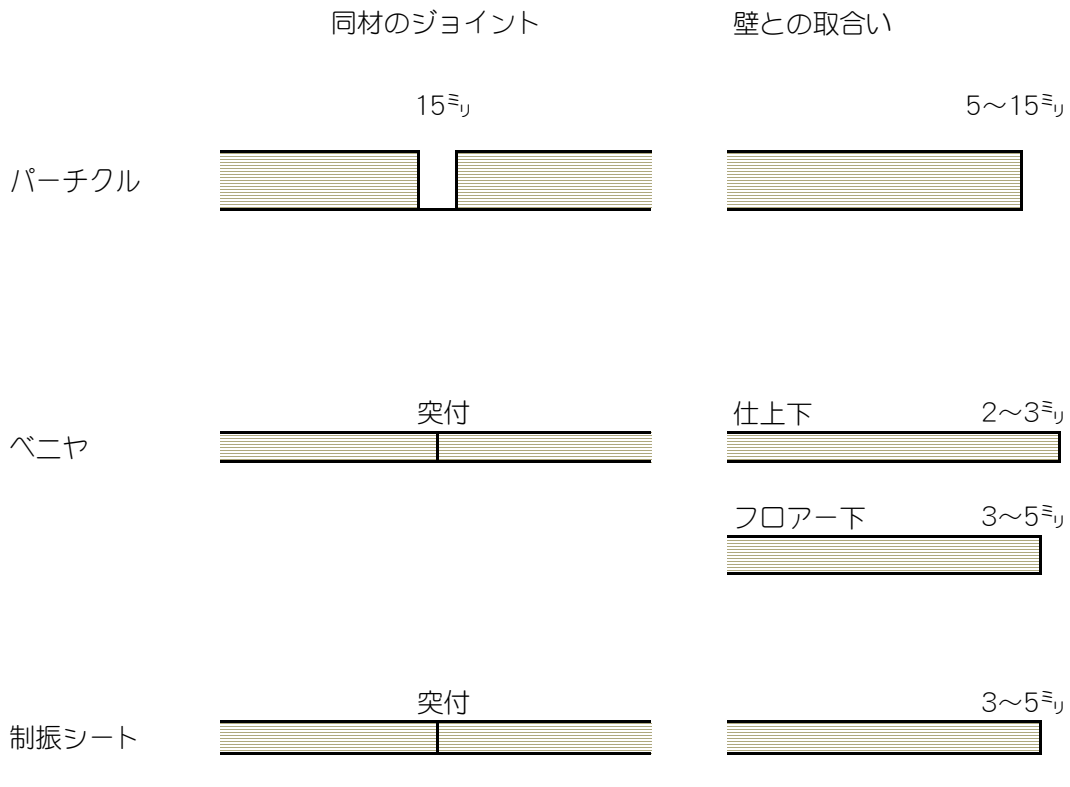 同材のジョイント 壁との取合い
15㍉ 5〜15㍉
パーチクル
突付 仕上下 2〜3㍉
ベニヤ
フロアー下 3〜5㍉
突付 3〜5㍉
制振シート